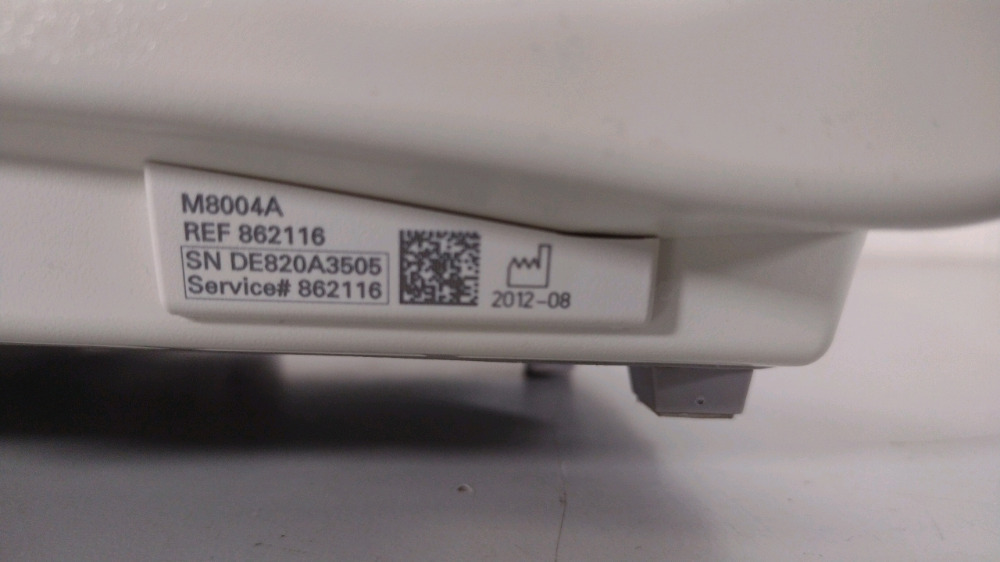 M8004A
REF 862116
SN DE820A3505
Service# 862116
2012-08